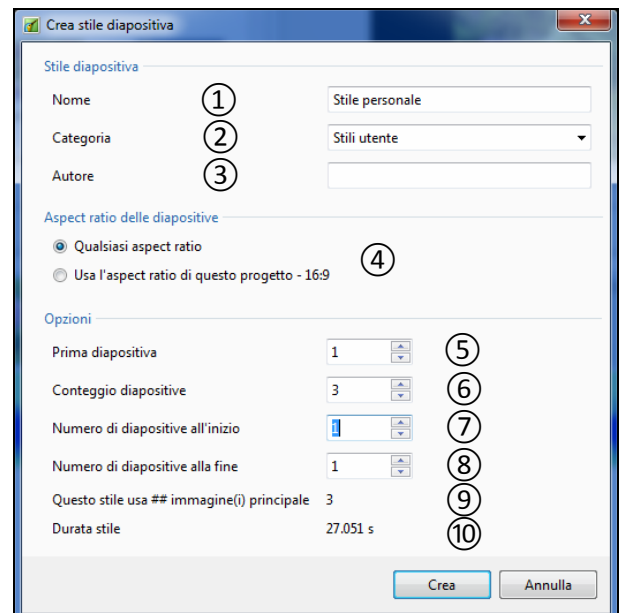 Crea stile diapositiva
Stile diapositiva
Nome ① Stile personale
Categoria ② Stili utente
Autore ③
Aspect ratio delle diapositive
Qualsiasi aspect ratio
④
Usa l'aspect ratio di questo progetto - 16:9
Opzioni
Prima diapositiva 1 ⑤
Conteggio diapositive 3 ⑥
Numero di diapositive all'inizio 1 ⑦
Numero di diapositive alla fine 1 ⑧
Questo stile usa ## immagine(i) principale 3 ⑨
Durata stile 27.051 s ⑩
Crea Annulla